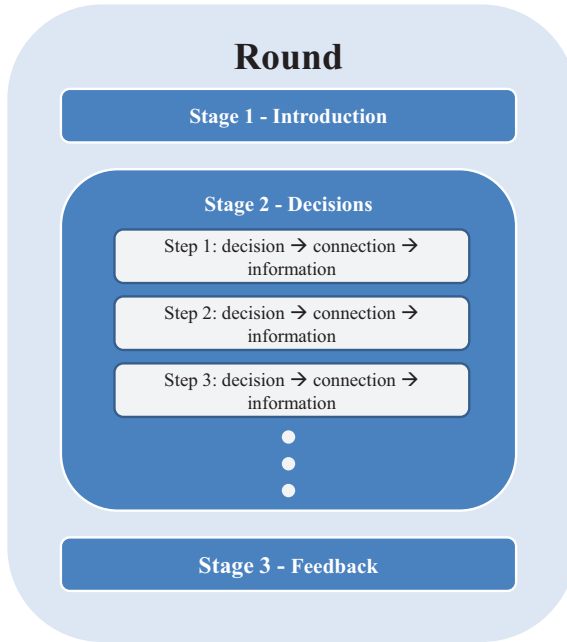 Round
Stage 1 - Introduction
Stage 2 - Decisions
Step 1: decision → connection →
information
Step 2: decision → connection →
information
Step 3: decision → connection →
information
Stage 3 - Feedback